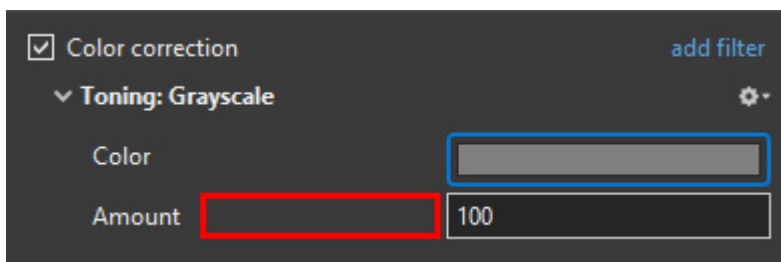 Color correction add filter
Toning: Grayscale
Color
Amount 100